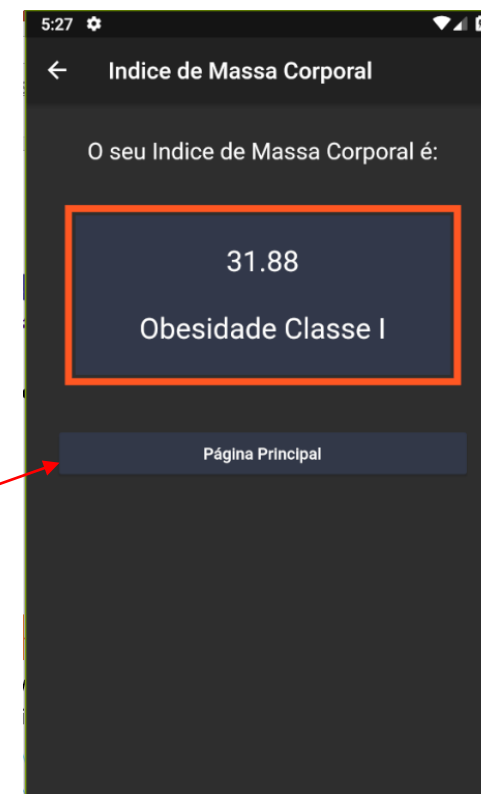 5:27
Indice de Massa Corporal
O seu Indice de Massa Corporal é:
31.88
Obesidade Classe I
Página Principal